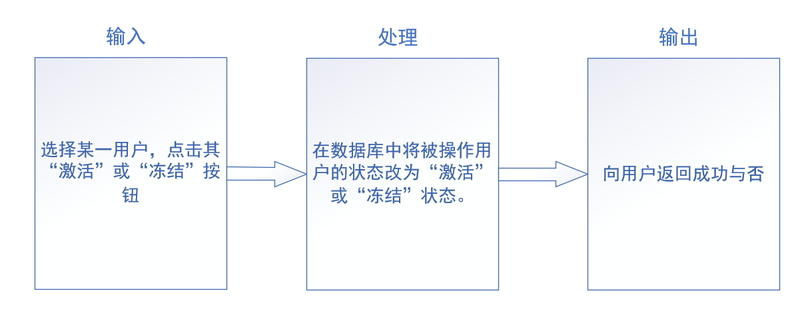 输入
选择某一用户，点击其
“激活”或“冻结”按
钮
处理
在数据库中将被操作用
户的状态改为“激活”
或“冻结”状态。
输出
向用户返回成功与否